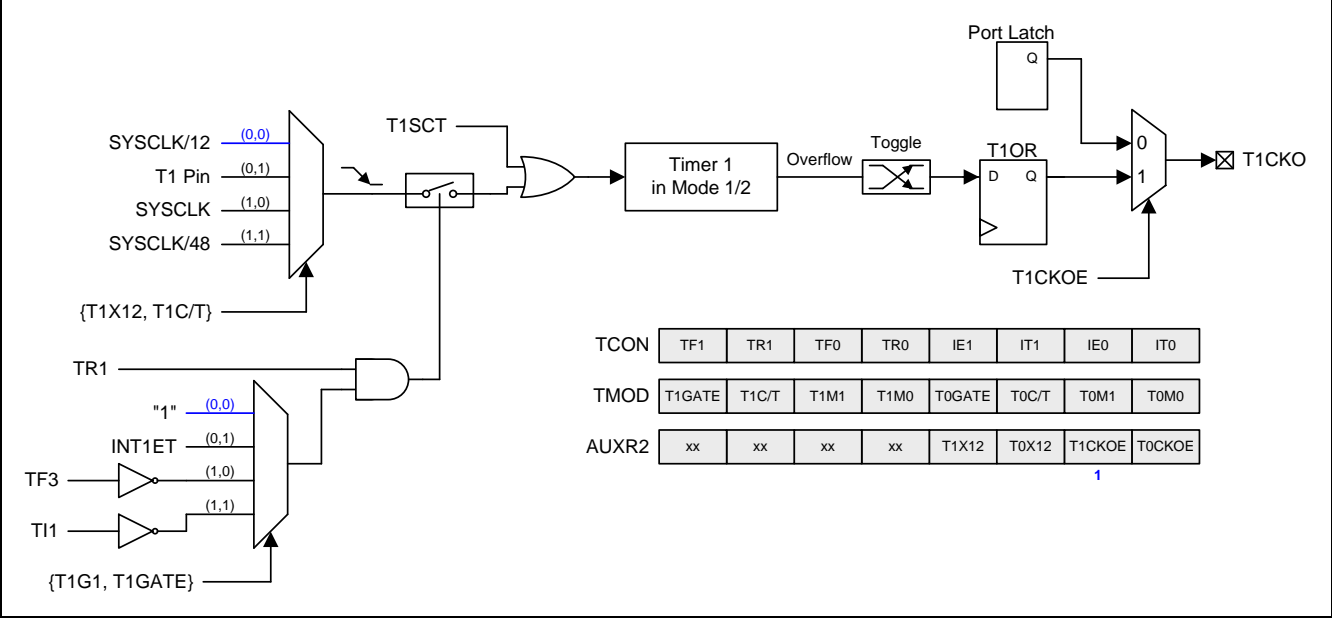 Port Latch
Q
SYSCLK/12 (0,0)
T1 Pin (0,1)
SYSCLK (1,0)
SYSCLK/48 (1,1)
{T1X12, T1C/T}
T1SCT
Timer 1
in Mode 1/2
Overflow
Toggle
T1OR
D Q
0
1
T1CKO
T1CKOE
TR1
"1" (0,0)
INT1ET (0,1)
TF3 (1,0)
TI1 (1,1)
{T1G1, T1GATE}
TCON TF1 TR1 TF0 TR0 IE1 IT1 IE0 IT0
TMOD T1GATE T1C/T T1M1 T1M0 T0GATE T0C/T T0M1 T0M0
AUXR2 xx xx xx xx T1X12 T0X12 T1CKOE T0CKOE
1